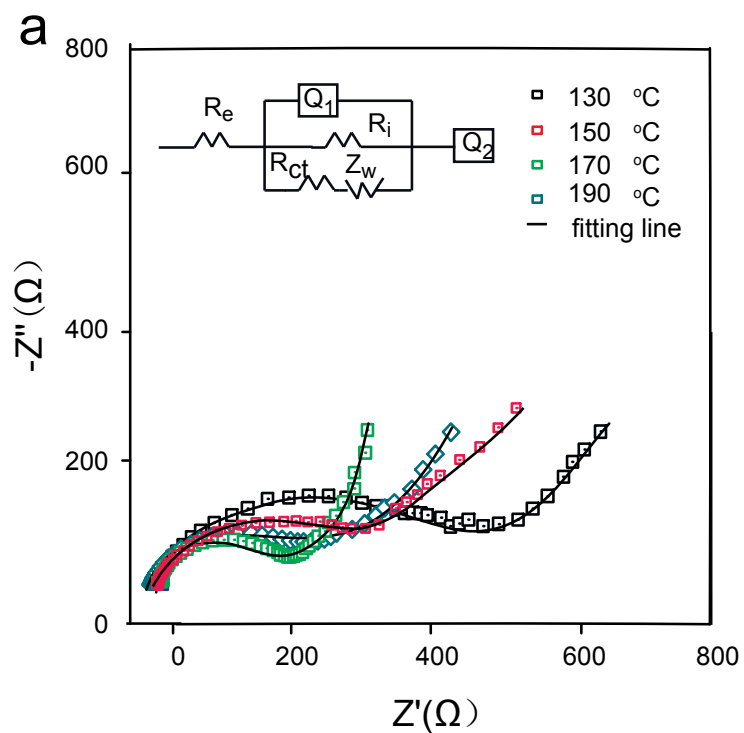 a
800
600
400
200
0
-Z"(Ω)
Re
Q1
Ri
Rct
Zw
Q2
130 °C
150 °C
170 °C
190 °C
fitting line
0 200 400 600 800
Z'(Ω)